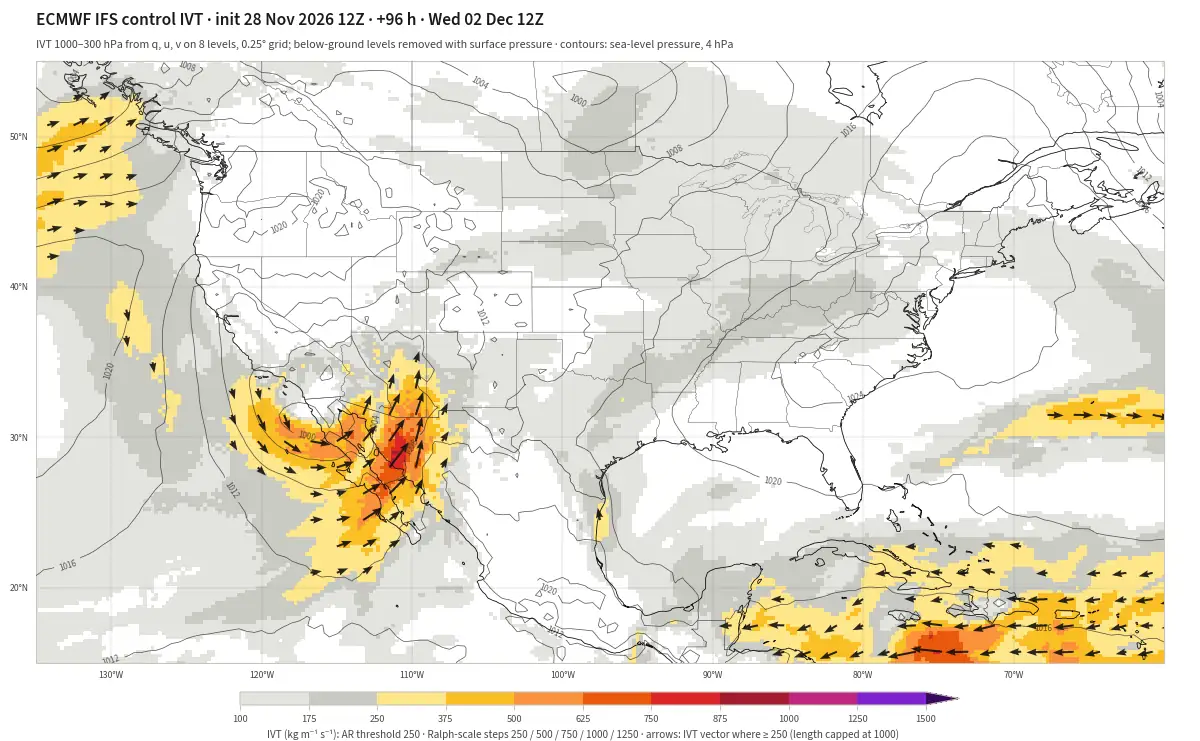 ECMWF IFS control IVT · init 28 Nov 2026 12Z · +96 h · Wed 02 Dec 12Z
IVT 1000–300 hPa from q, u, v on 8 levels, 0.25° grid; below-ground levels removed with surface pressure · contours: sea-level pressure, 4 hPa
1008
1004
1000
1004
1016
50°N
1008
1012
1020
1020
40°N
1012
1020
1024
30°N
1000
1020
1012
1016
20°N
1020
1016
1012
1012
130°W 120°W 110°W 100°W 90°W 80°W 70°W
100 175 250 375 500 625 750 875 1000 1250 1500
IVT (kg m⁻¹ s⁻¹): AR threshold 250 · Ralph-scale steps 250 / 500 / 750 / 1000 / 1250 · arrows: IVT vector where ≥ 250 (length capped at 1000)